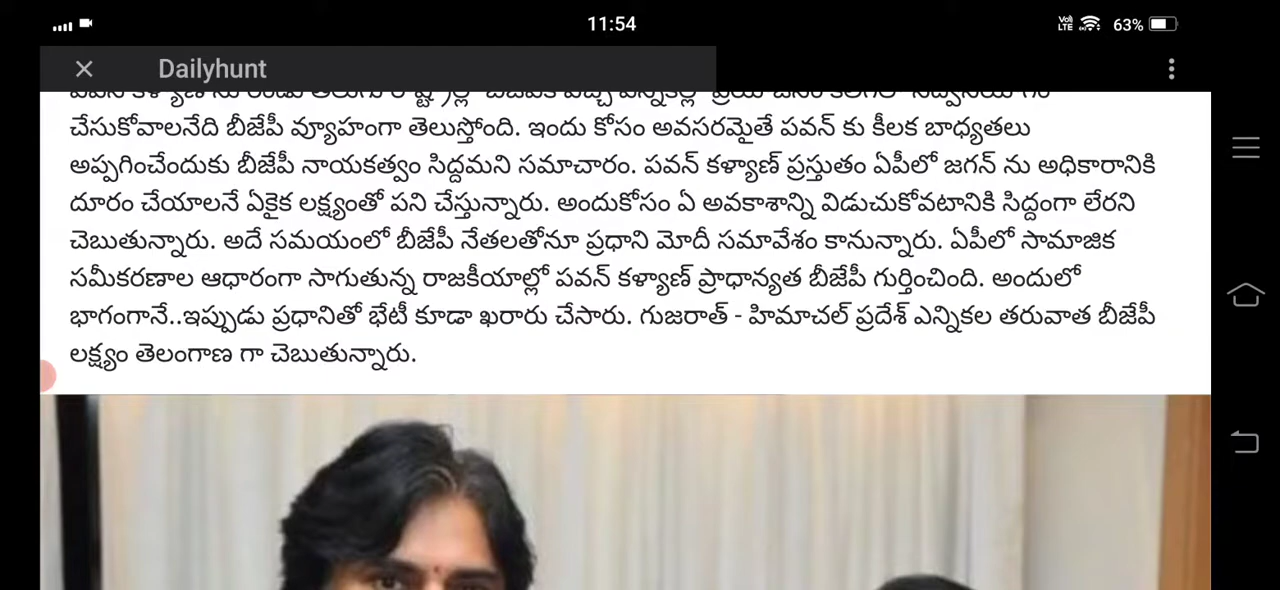 11:54
Vo) LTE
63%
Dailyhunt
చేసుకోవాలనేది బీజేపీ వ్యూహంగా తెలుస్తోంది. ఇందు కోసం అవసరమైతే పవన్ కు కీలక బాధ్యతలు
అప్పగించేందుకు బీజేపీ నాయకత్వం సిద్దమని సమాచారం. పవన్ కళ్యాణ్ ప్రస్తుతం ఏపీలో జగన్ ను అధికారానికి
దూరం చేయాలనే ఏకైక లక్ష్యంతో పని చేస్తున్నారు. అందుకోసం ఏ అవకాశాన్ని విడుచుకోవటానికి సిద్దంగా లేరని
చెబుతున్నారు. అదే సమయంలో బీజేపీ నేతలతోనూ ప్రధాని మోదీ సమావేశం కానున్నారు. ఏపీలో సామాజిక
సమీకరణాల ఆధారంగా సాగుతున్న రాజకీయాల్లో పవన్ కళ్యాణ్ ప్రాధాన్యత బీజేపీ గుర్తించింది. అందులో
భాగంగానే..ఇప్పుడు ప్రధానితో భేటీ కూడా ఖరారు చేసారు. గుజరాత్ - హిమాచల్ ప్రదేశ్ ఎన్నికల తరువాత బీజేపీ
లక్ష్యం తెలంగాణ గా చెబుతున్నారు.